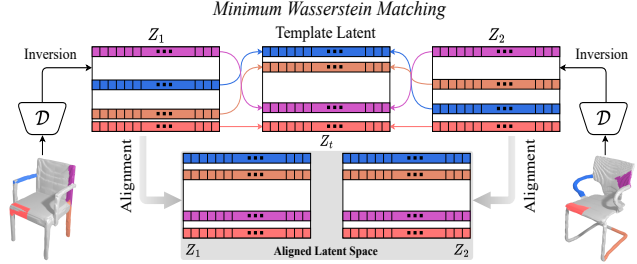 Minimum Wasserstein Matching
Z₁
Template Latent
Z₂
Inversion
Inversion
𝒟
𝒟
Zₜ
Alignment
Alignment
Z₁
Aligned Latent Space
Z₂